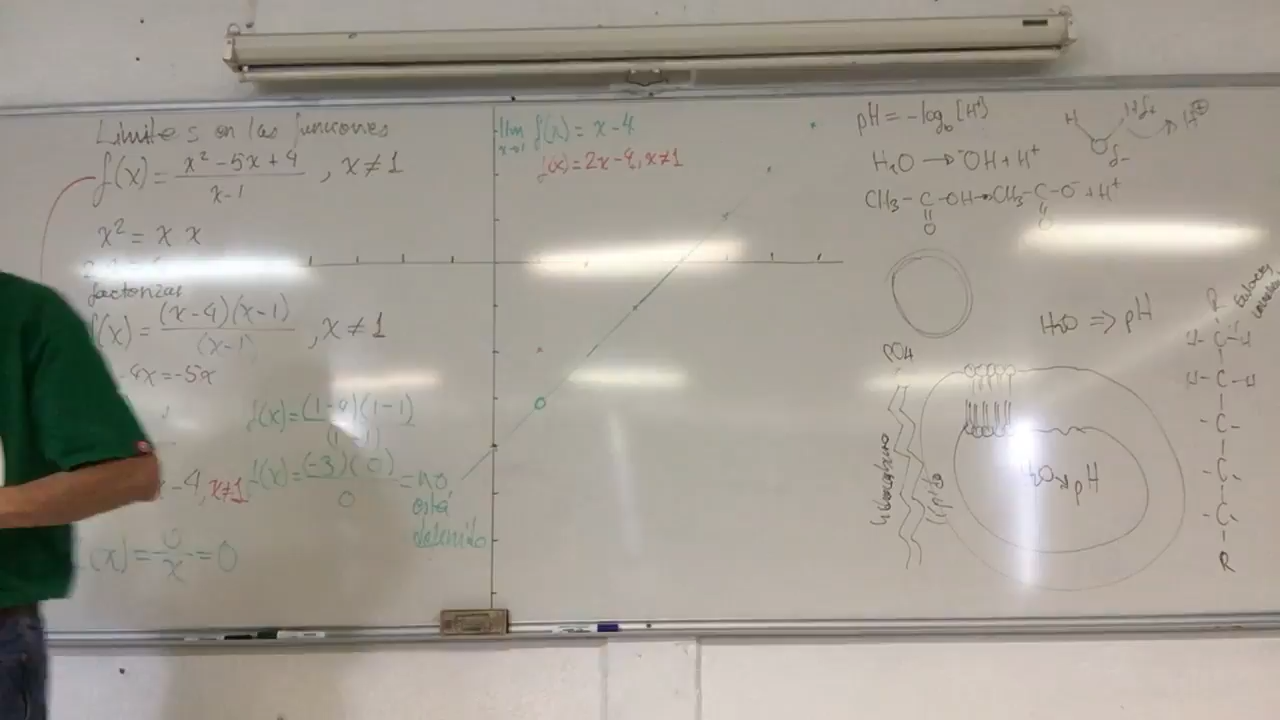 Limites en las funciones
f(x) = x² - 5x + 4 / x-1 , x ≠ 1
x² = x x
factorizar
f(x) = (x-4)(x-1) / (x-1) , x ≠ 1
-4x = -5x
x-4, x≠1
f(x) = (1-4)(1-1) / (1-1)
f(x) = (-3)(0) / 0 = no está definido
(x) = 0/x = 0
lim x→1 f(x) = x-4
f(x) = 2x-4, x≠1
pH = -log₁₀ [H⁺]
H₂O → ⁻OH + H⁺
CH₃ - C - OH → CH₃ - C - O⁻ + H⁺
O O
H H δ+ H⊕
O δ-
H₂O ⇒ pH
PO4
H₂O pH
R
H - C - H
H - C - H
- C -
- C -
- C -
R